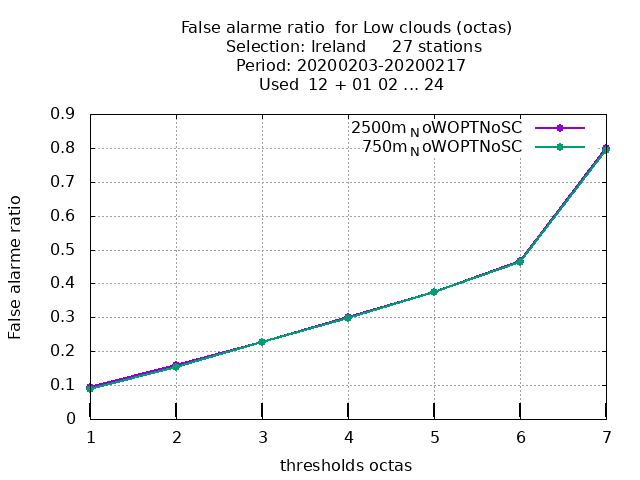 False alarme ratio  for Low clouds (octas)
Selection: Ireland     27 stations
Period: 20200203-20200217
Used  12 + 01 02 ... 24
2500m_NoWOPTNoSC
750m_NoWOPTNoSC
False alarme ratio
0.9
0.8
0.7
0.6
0.5
0.4
0.3
0.2
0.1
0
1 2 3 4 5 6 7
thresholds octas